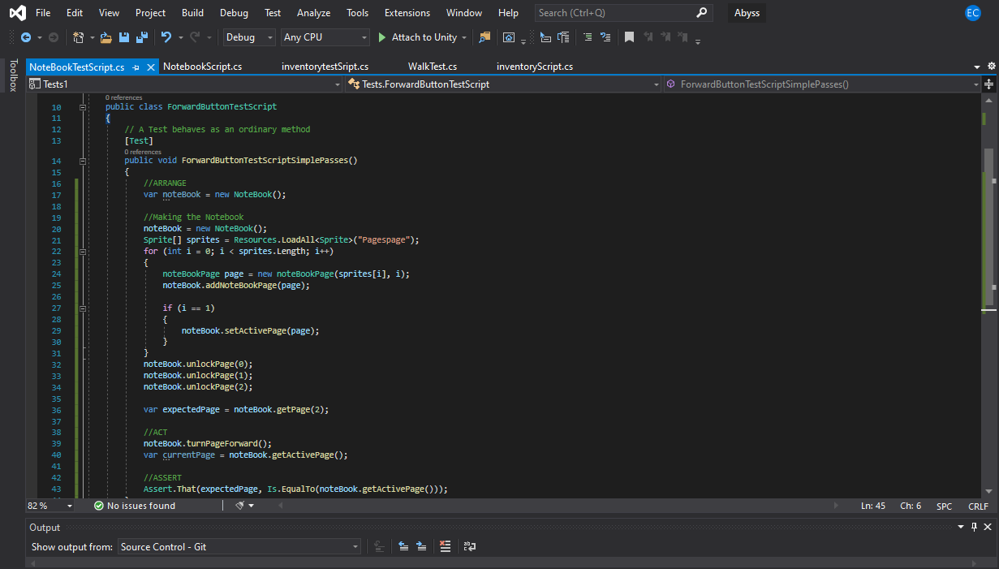 File Edit View Project Build Debug Test Analyze Tools Extensions Window Help Search (Ctrl+Q) Abyss EC
Debug Any CPU Attach to Unity
Toolbox
NoteBookTestScript.cs NotebookScript.cs inventorytestSript.cs WalkTest.cs inventoryScript.cs
Tests1 Tests.ForwardButtonTestScript ForwardButtonTestScriptSimplePasses()
0 references
10 public class ForwardButtonTestScript
11 {
12 // A Test behaves as an ordinary method
13 [Test]
0 references
14 public void ForwardButtonTestScriptSimplePasses()
15 {
16 //ARRANGE
17 var noteBook = new NoteBook();
18
19 //Making the Notebook
20 noteBook = new NoteBook();
21 Sprite[] sprites = Resources.LoadAll<Sprite>("Pagespage");
22 for (int i = 0; i < sprites.Length; i++)
23 {
24 noteBookPage page = new noteBookPage(sprites[i], i);
25 noteBook.addNoteBookPage(page);
26
27 if (i == 1)
28 {
29 noteBook.setActivePage(page);
30 }
31 }
32 noteBook.unlockPage(0);
33 noteBook.unlockPage(1);
34 noteBook.unlockPage(2);
35
36 var expectedPage = noteBook.getPage(2);
37
38 //ACT
39 noteBook.turnPageForward();
40 var currentPage = noteBook.getActivePage();
41
42 //ASSERT
43 Assert.That(expectedPage, Is.EqualTo(noteBook.getActivePage()));
82 % No issues found Ln: 45 Ch: 6 SPC CRLF
Output
Show output from: Source Control - Git